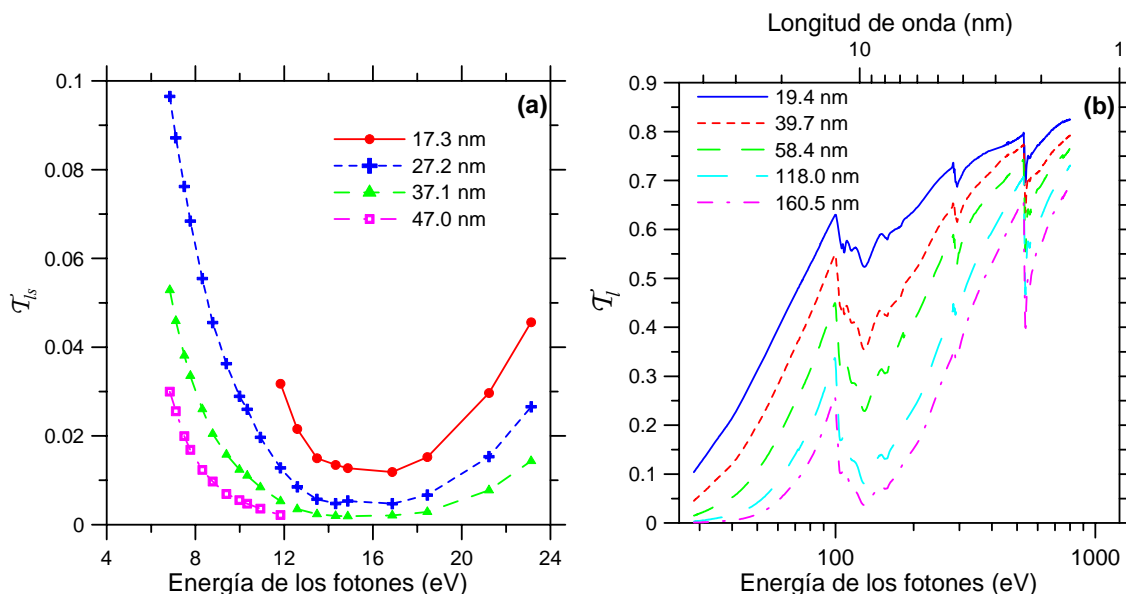 0.1
0.08
0.06
0.04
0.02
0
4
8
12
16
20
24
𝒯′ls
Energía de los fotones (eV)
(a)
17.3 nm
27.2 nm
37.1 nm
47.0 nm
Longitud de onda (nm)
10
1
0.9
0.8
0.7
0.6
0.5
0.4
0.3
0.2
0.1
0
100
1000
𝒯′l
Energía de los fotones (eV)
(b)
19.4 nm
39.7 nm
58.4 nm
118.0 nm
160.5 nm